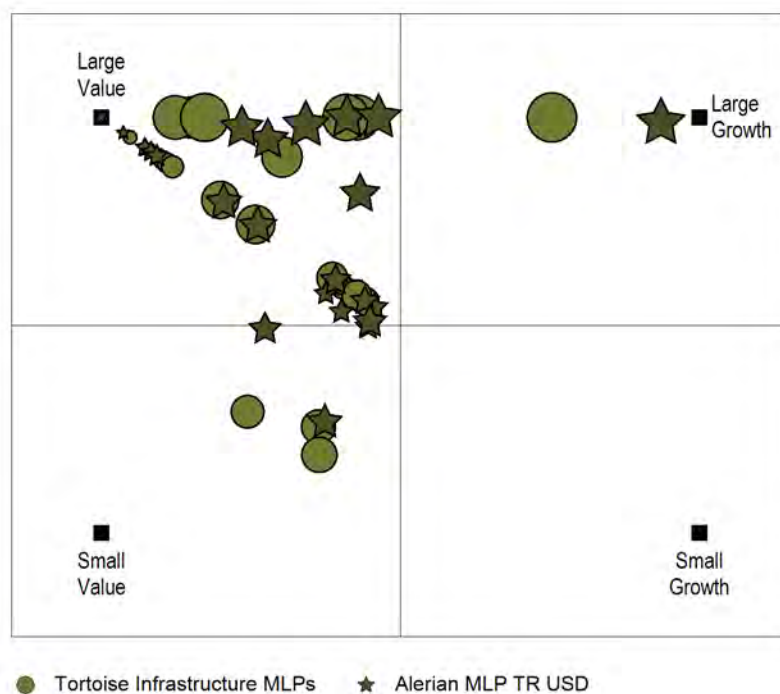 Large
Value
Large
Growth
Small
Value
Small
Growth
Tortoise Infrastructure MLPs
Alerian MLP TR USD